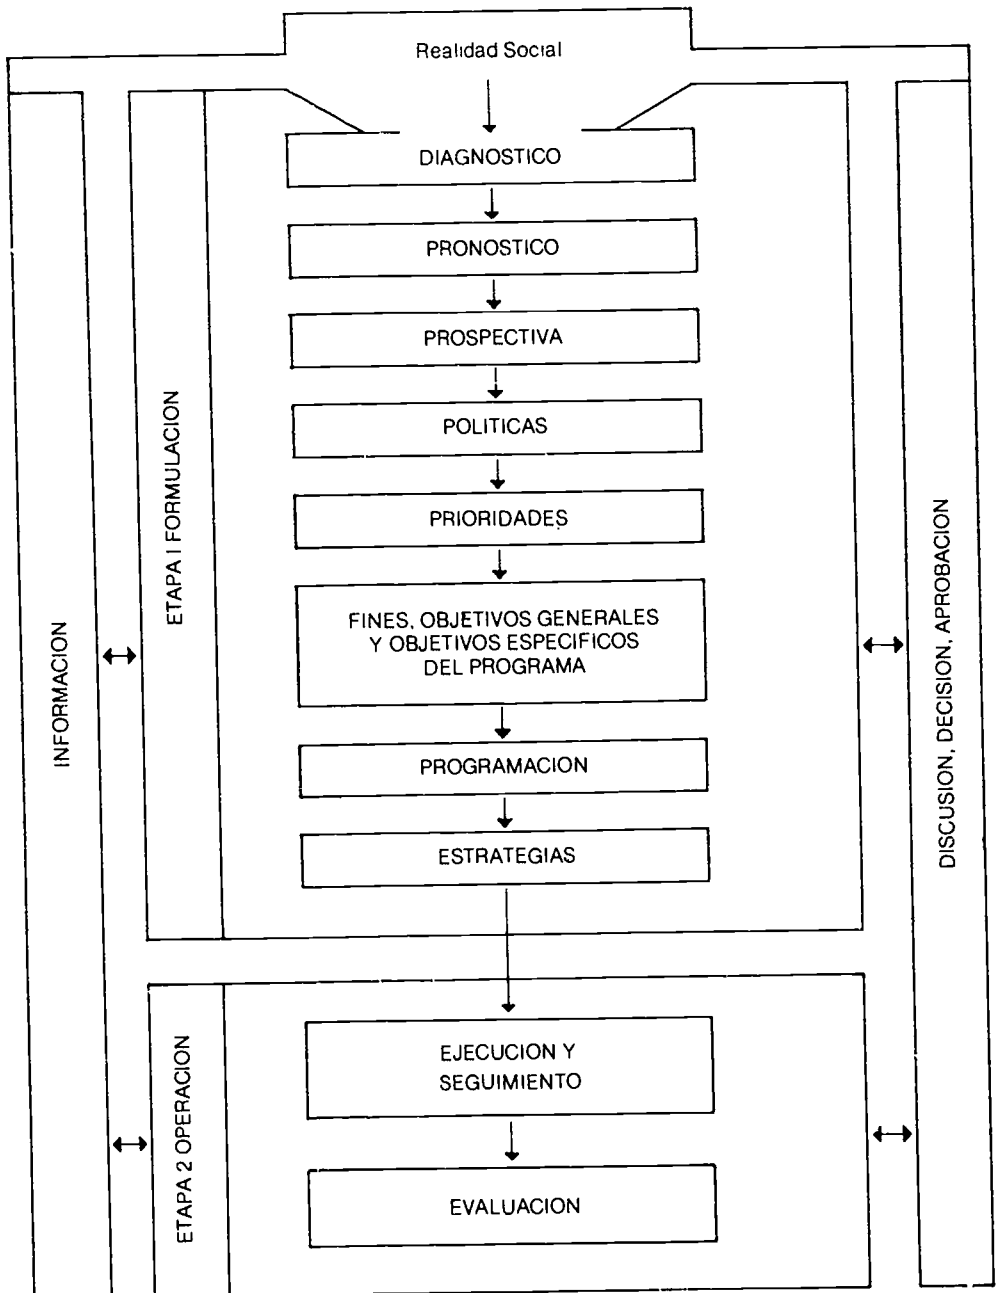 Realidad Social
DIAGNOSTICO
PRONOSTICO
PROSPECTIVA
POLITICAS
PRIORIDADES
FINES, OBJETIVOS GENERALES
Y OBJETIVOS ESPECIFICOS
DEL PROGRAMA
PROGRAMACION
ESTRATEGIAS
EJECUCION Y
SEGUIMIENTO
EVALUACION
INFORMACION
ETAPA I FORMULACION
ETAPA 2 OPERACION
DISCUSION, DECISION, APROBACION